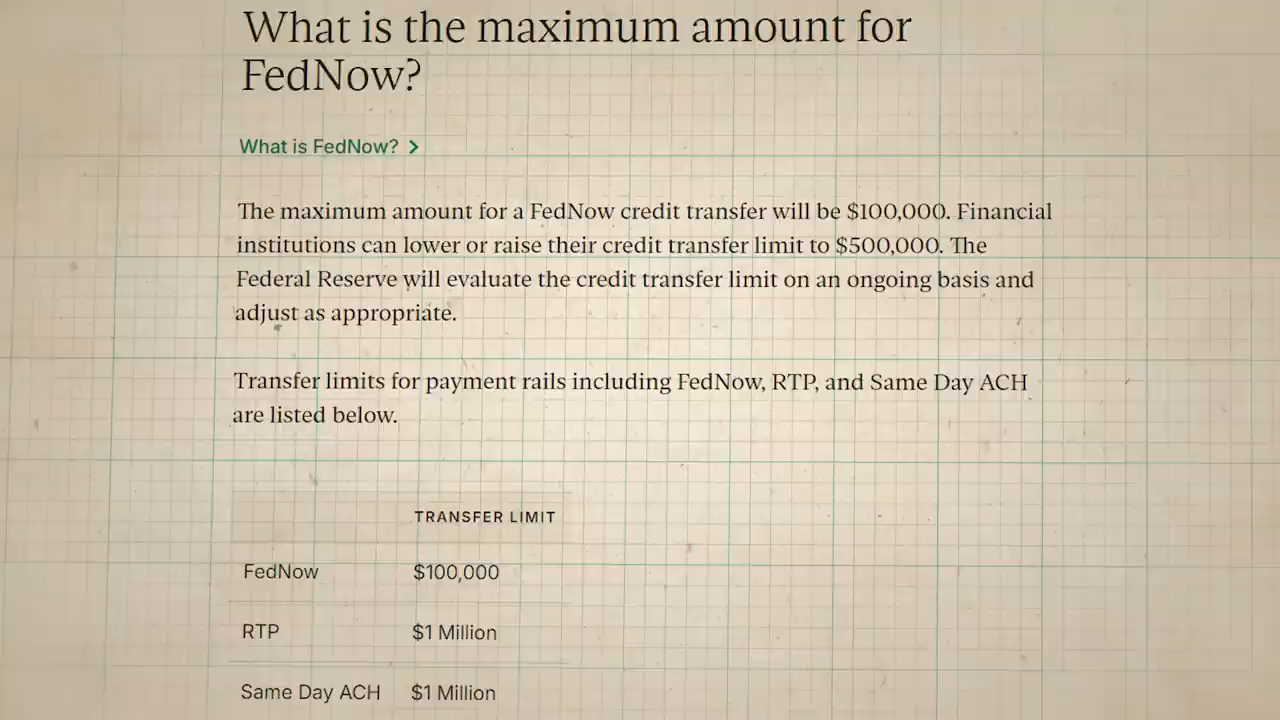 What is the maximum amount for
FedNow?
What is FedNow? >
The maximum amount for a FedNow credit transfer will be $100,000. Financial
institutions can lower or raise their credit transfer limit to $500,000. The
Federal Reserve will evaluate the credit transfer limit on an ongoing basis and
adjust as appropriate.
Transfer limits for payment rails including FedNow, RTP, and Same Day ACH
are listed below.
TRANSFER LIMIT
FedNow $100,000
RTP $1 Million
Same Day ACH $1 Million